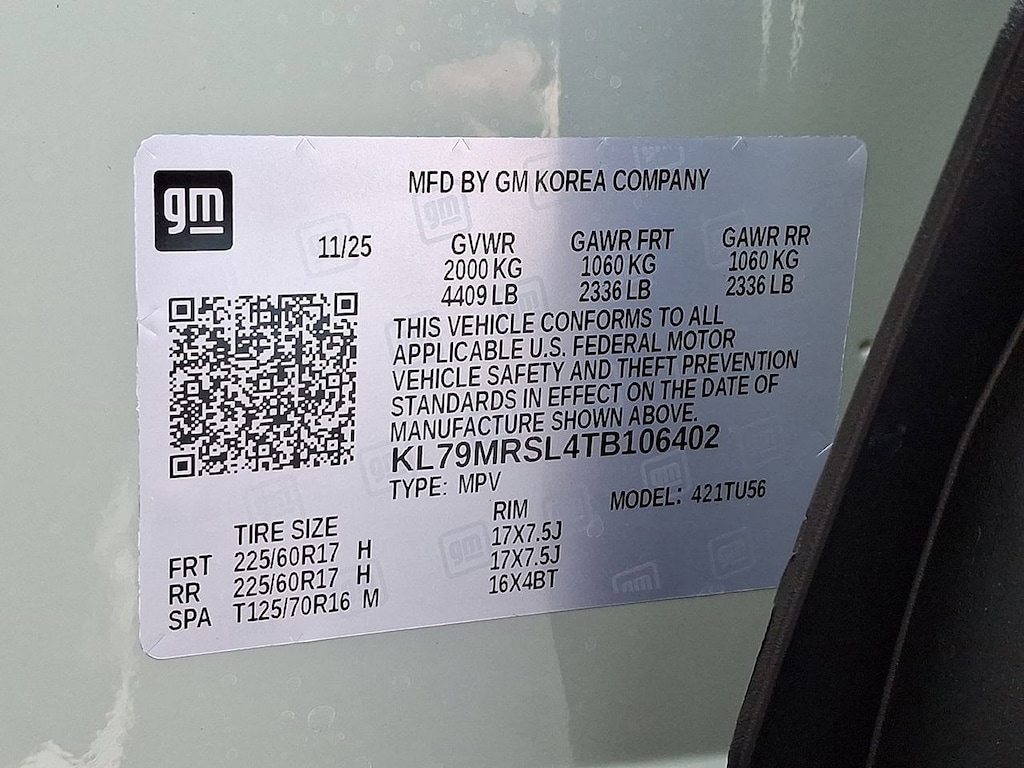 gm
MFD BY GM KOREA COMPANY
11/25
GVWR GAWR FRT GAWR RR
2000 KG 1060 KG 1060 KG
4409 LB 2336 LB 2336 LB
THIS VEHICLE CONFORMS TO ALL
APPLICABLE U.S. FEDERAL MOTOR
VEHICLE SAFETY AND THEFT PREVENTION
STANDARDS IN EFFECT ON THE DATE OF
MANUFACTURE SHOWN ABOVE.
KL79MRSL4TB106402
TYPE: MPV MODEL: 421TU56
TIRE SIZE RIM
FRT 225/60R17 H 17X7.5J
RR 225/60R17 H 17X7.5J
SPA T125/70R16 M 16X4BT